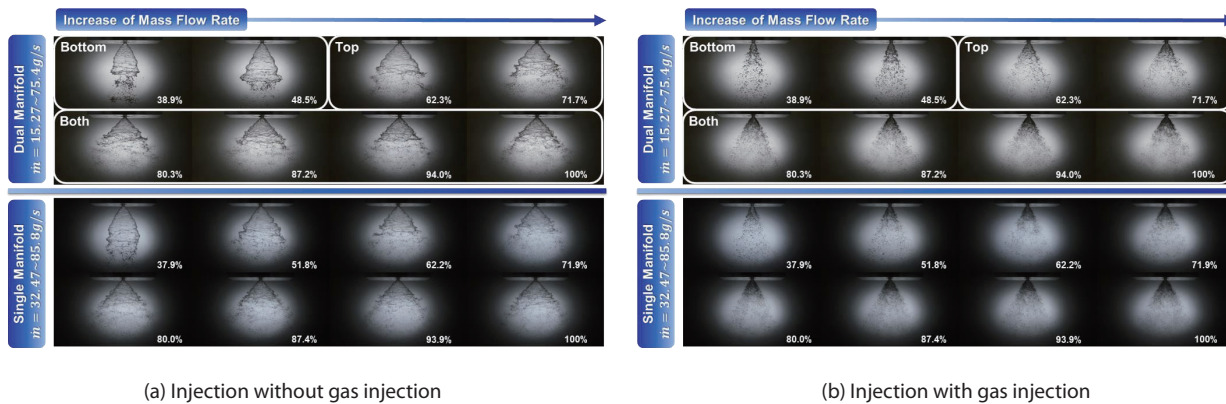 Increase of Mass Flow Rate
Dual Manifold
ṁ = 15.27~75.4g/s
Bottom
38.9%
48.5%
Top
62.3%
71.7%
Both
80.3%
87.2%
94.0%
100%
Single Manifold
ṁ = 32.47~85.8g/s
37.9%
51.8%
62.2%
71.9%
80.0%
87.4%
93.9%
100%
(a) Injection without gas injection
Increase of Mass Flow Rate
Dual Manifold
ṁ = 15.27~75.4g/s
Bottom
38.9%
48.5%
Top
62.3%
71.7%
Both
80.3%
87.2%
94.0%
100%
Single Manifold
ṁ = 32.47~85.8g/s
37.9%
51.8%
62.2%
71.9%
80.0%
87.4%
93.9%
100%
(b) Injection with gas injection